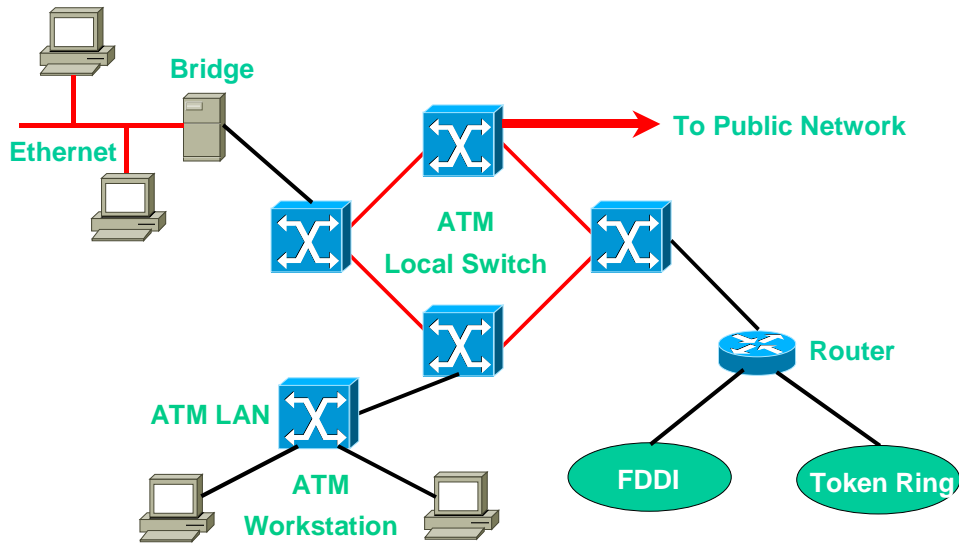 Bridge
To Public Network
Ethernet
ATM
Local Switch
Router
ATM LAN
FDDI
Token Ring
ATM
Workstation